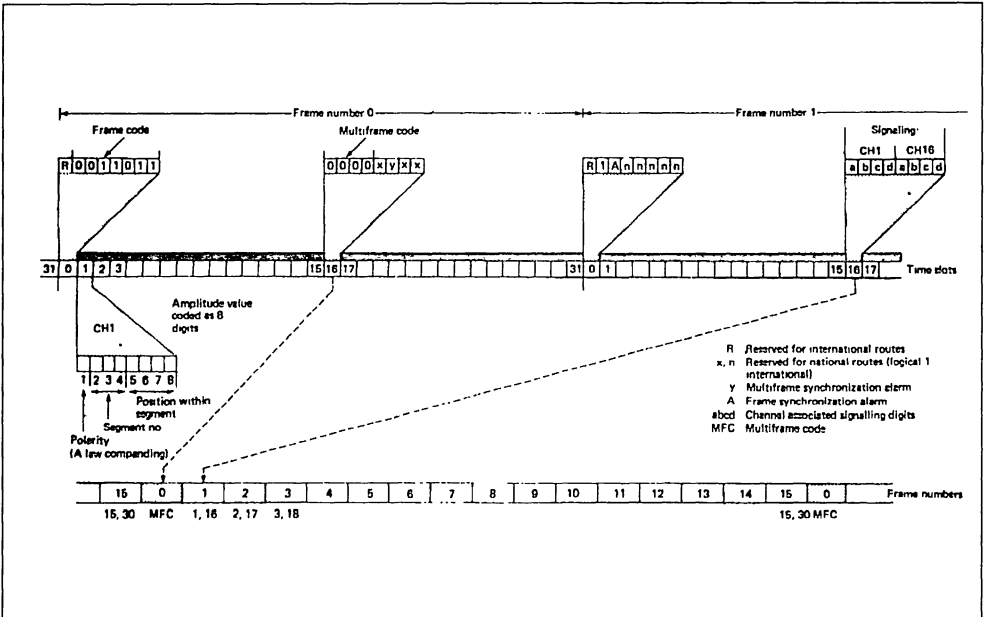 Frame number 0 Frame number 1
Frame code Multiframe code Signaling
CH1 CH16
R 0 0 1 1 0 1 1 0 0 0 0 x y x x R 1 A n n n n n a b c d a b c d
31 0 1 2 3 15 16 17 31 0 1 15 16 17 Time slots
CH1
Amplitude value
coded as 8
digits
1 2 3 4 5 6 7 8
Position within
segment
Segment no
Polarity
(A law companding)
R Reserved for international routes
x, n Reserved for national routes (logical 1
international)
y Multiframe synchronization alarm
A Frame synchronization alarm
abcd Channel associated signalling digits
MFC Multiframe code
15 0 1 2 3 4 5 6 7 8 9 10 11 12 13 14 15 0 Frame numbers
15, 30 MFC 1, 16 2, 17 3, 18 15, 30 MFC